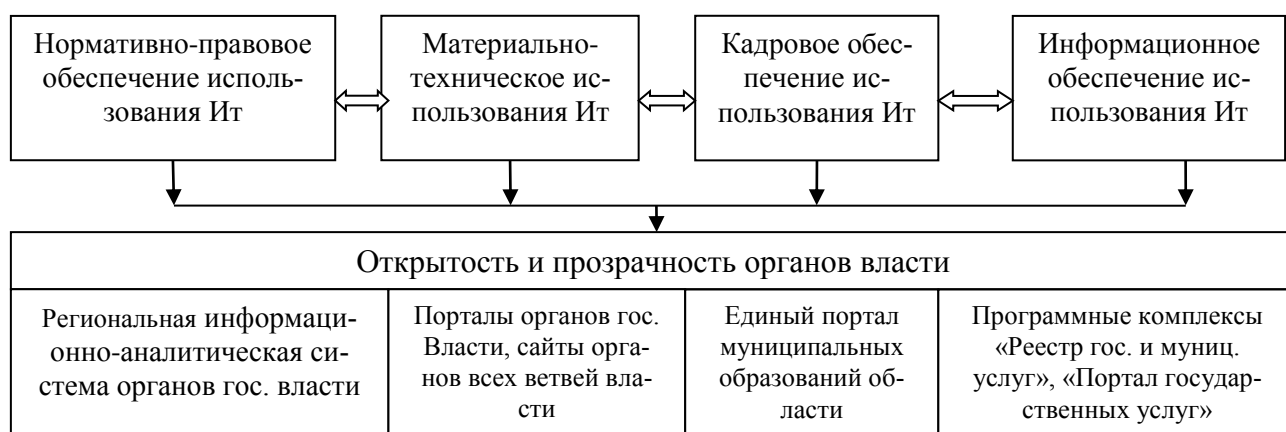 Нормативно-правовое
обеспечение исполь-
зования Ит
Материально-
техническое ис-
пользования Ит
Кадровое обес-
печение ис-
пользования Ит
Информационное
обеспечение ис-
пользования Ит
Открытость и прозрачность органов власти
Региональная информаци-
онно-аналитическая си-
стема органов гос. власти
Порталы органов гос.
Власти, сайты орга-
нов всех ветвей вла-
сти
Единый портал
муниципальных
образований об-
ласти
Программные комплексы
«Реестр гос. и муниц.
услуг», «Портал государ-
ственных услуг»